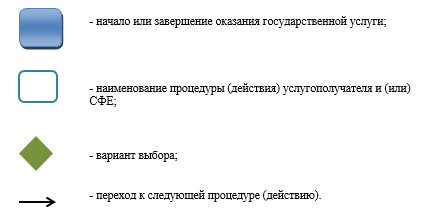 - начало или завершение оказания государственной услуги;
- наименование процедуры (действия) услугополучателя и (или)
СФЕ;
- вариант выбора;
- переход к следующей процедуре (действию).